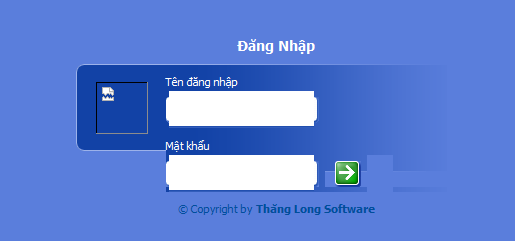 Đăng Nhập
Tên đăng nhập
Mật khẩu
© Copyright by Thăng Long Software